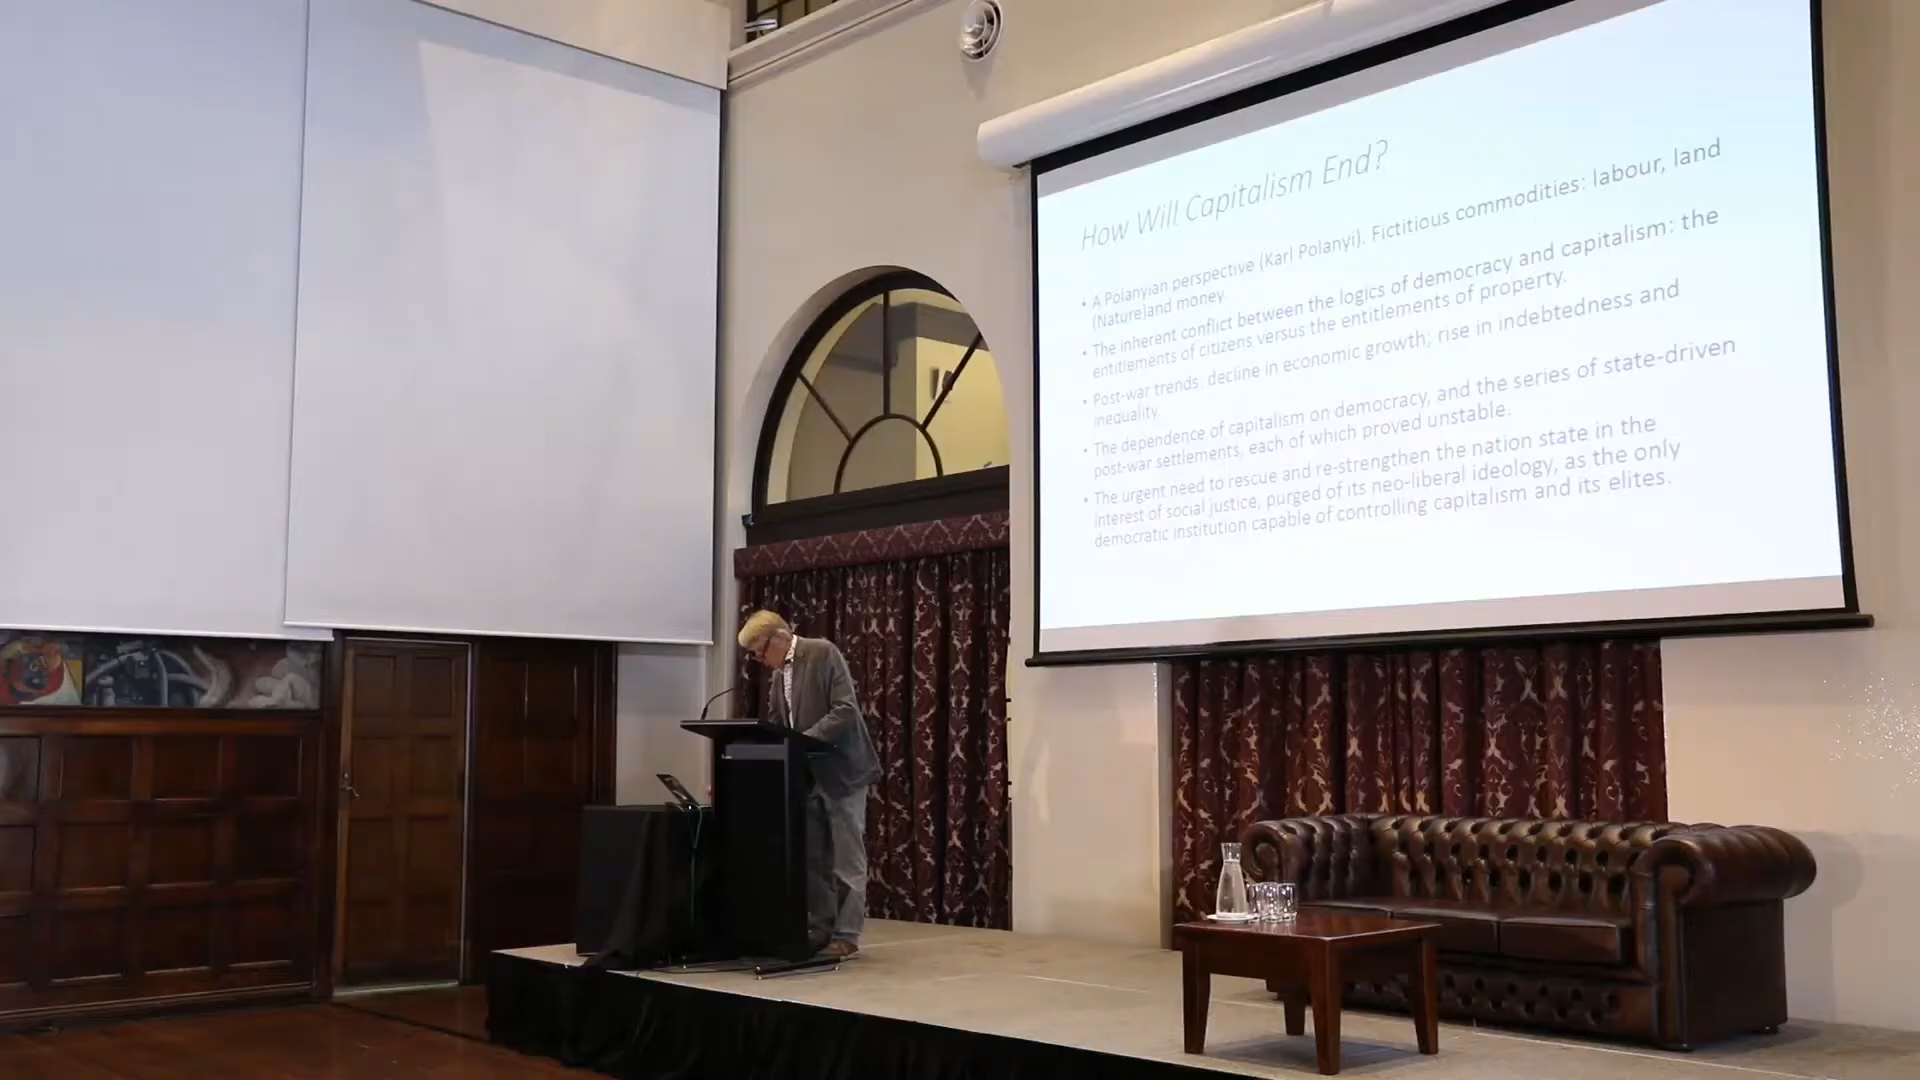 How Will Capitalism End?
• A Polanyian perspective (Karl Polanyi). Fictitious commodities: labour, land
(Nature)and money.
• The inherent conflict between the logics of democracy and capitalism: the
entitlements of citizens versus the entitlements of property.
• Post-war trends: decline in economic growth; rise in indebtedness and
inequality.
• The dependence of capitalism on democracy, and the series of state-driven
post-war settlements, each of which proved unstable.
• The urgent need to rescue and re-strengthen the nation state in the
interest of social justice, purged of its neo-liberal ideology, as the only
democratic institution capable of controlling capitalism and its elites.